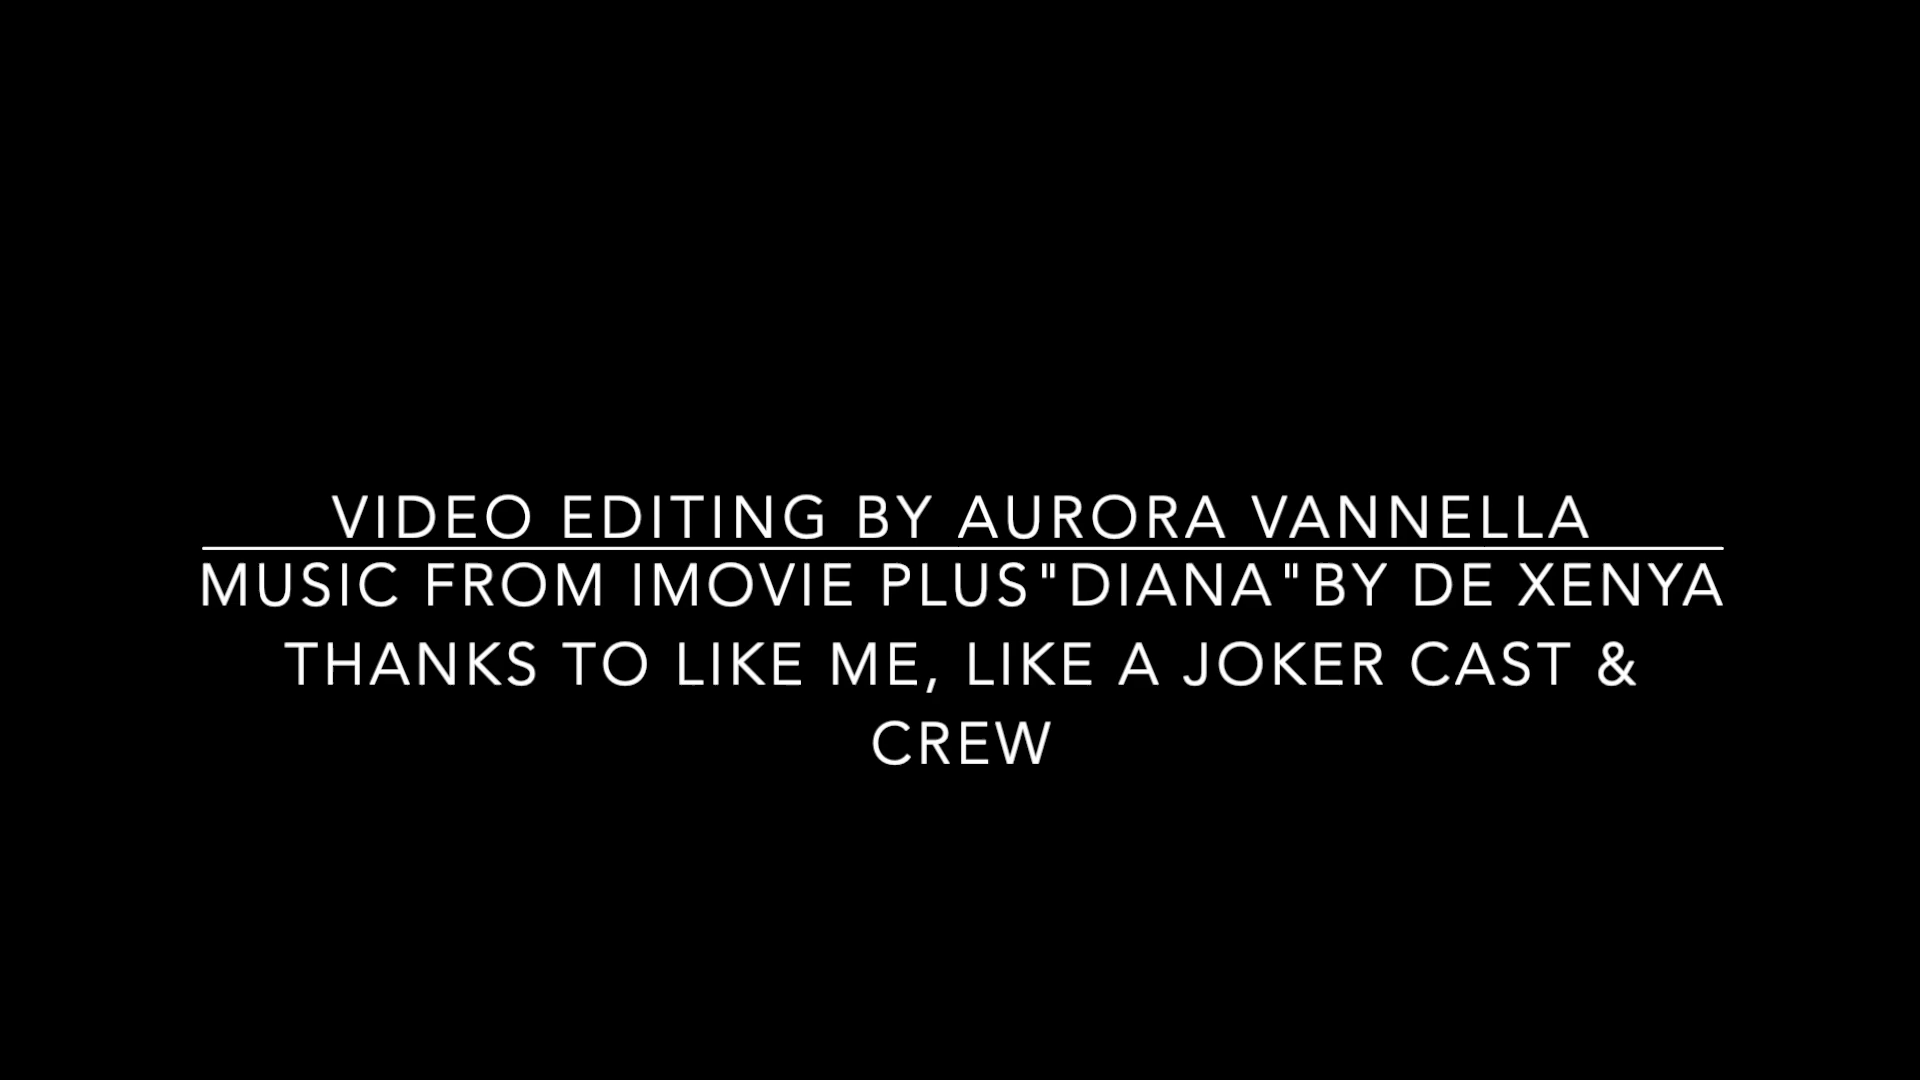 VIDEO EDITING BY AURORA VANNELLA
MUSIC FROM IMOVIE PLUS"DIANA"BY DE XENYA
THANKS TO LIKE ME, LIKE A JOKER CAST &
CREW